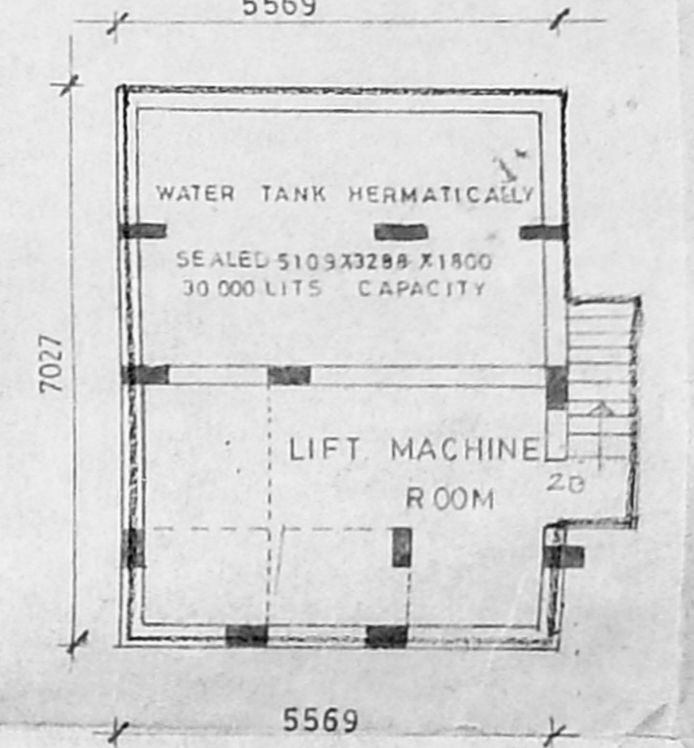 5569
WATER TANK HERMATICALLY
SEALED 5109X3288 X1800
30 000 LITS CAPACITY
7027
LIFT MACHINE
ROOM
20
5569